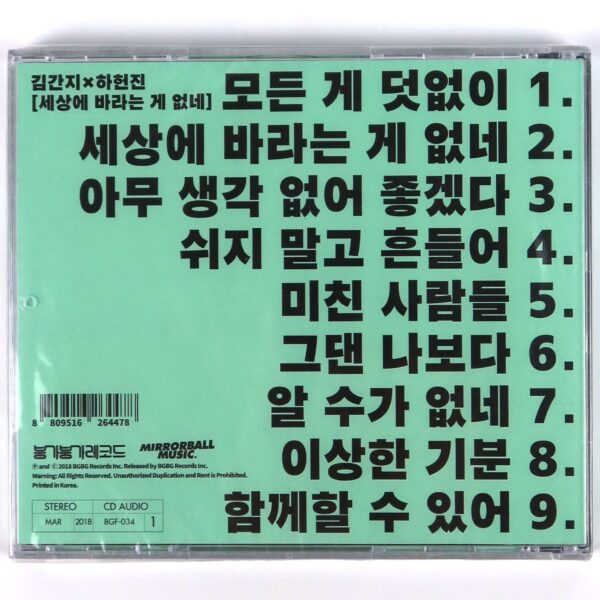 김간지×하헌진
[세상에 바라는 게 없네]
모든 게 덧없이 1.
세상에 바라는 게 없네 2.
아무 생각 없어 좋겠다 3.
쉬지 말고 흔들어 4.
미친 사람들 5.
그댄 나보다 6.
알 수가 없네 7.
이상한 기분 8.
함께할 수 있어 9.
8 809516 264478
붕가붕가레코드
MIRRORBALL
MUSIC.
Ⓟ and Ⓒ 2018 BGBG Records Inc. Released by BGBG Records Inc.
Warning: All Rights Reserved. Unauthorized Duplication and Rent is Prohibited.
Printed in Korea.
STEREO CD AUDIO
MAR 2018 BGF-034 1